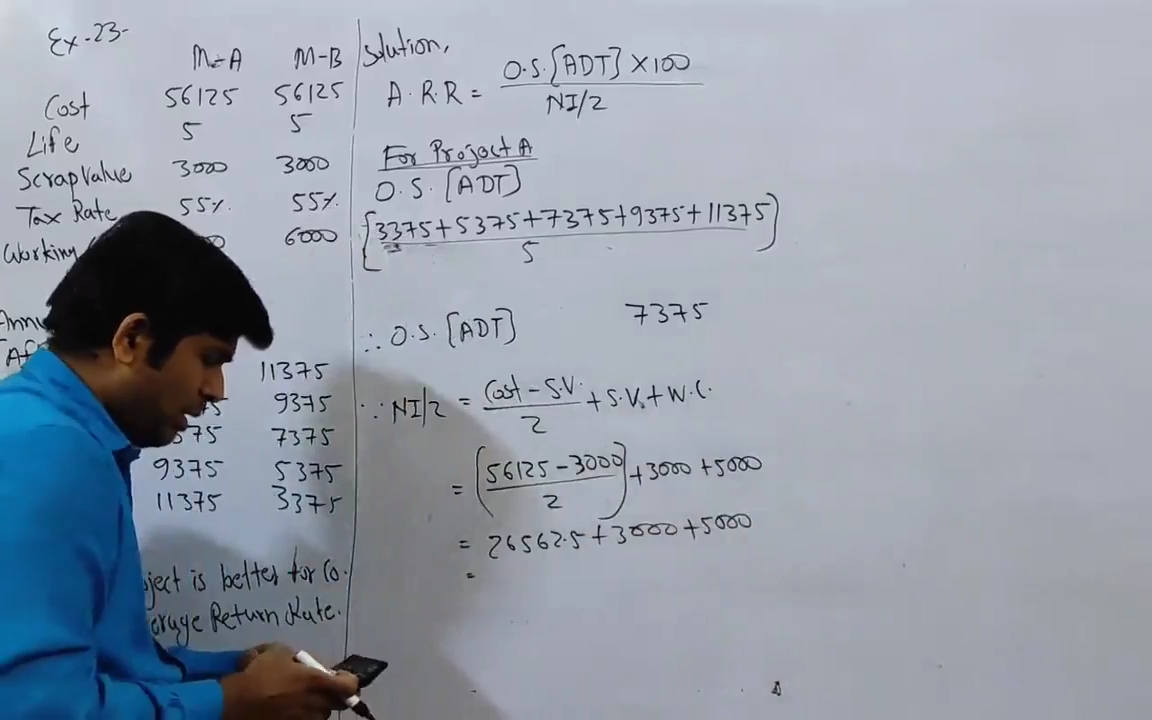 Ex-23-
M-A M-B
Cost 56125 56125
Life 5 5
Scrap Value 3000 3000
Tax Rate 55% 55%
Working 6000
11375
9375
375 7375
9375 5375
11375 3375
is better for Co.
Return Rate.
Solution,
A.R.R = O.S.[ADT] × 100
NI/2
For Project A
O.S. [ADT]
[3375+5375+7375+9375+11375]
5
∴ O.S. [ADT] 7375
∵ NI/2 = Cost - S.V. + S.V. + W.C.
2
= (56125 - 3000) + 3000 + 5000
2
= 26562.5 + 3000 + 5000
=